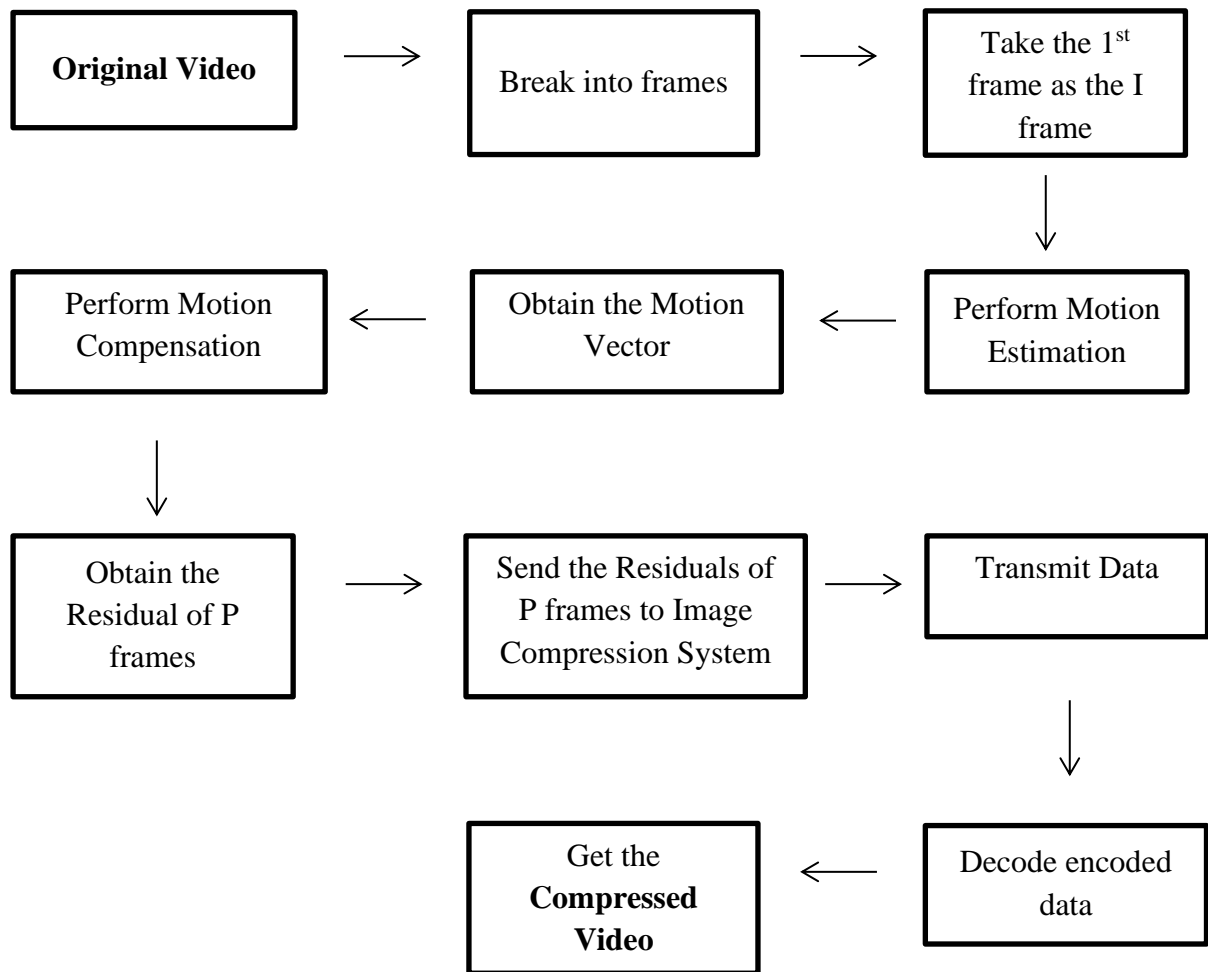 Original Video
Break into frames
Take the 1st
frame as the I
frame
Perform Motion
Estimation
Obtain the Motion
Vector
Perform Motion
Compensation
Obtain the
Residual of P
frames
Send the Residuals of
P frames to Image
Compression System
Transmit Data
Decode encoded
data
Get the
Compressed
Video